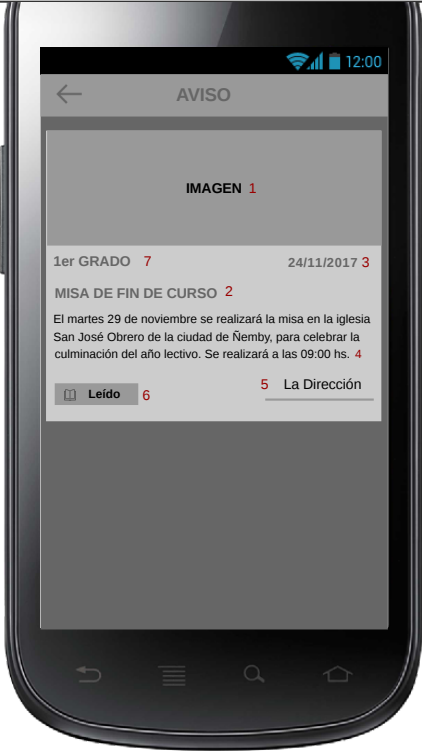 12:00
AVISO
IMAGEN 1
1er GRADO 7 24/11/2017 3
MISA DE FIN DE CURSO 2
El martes 29 de noviembre se realizará la misa en la iglesia
San José Obrero de la ciudad de Ñemby, para celebrar la
culminación del año lectivo. Se realizará a las 09:00 hs. 4
5 La Dirección
Leído 6